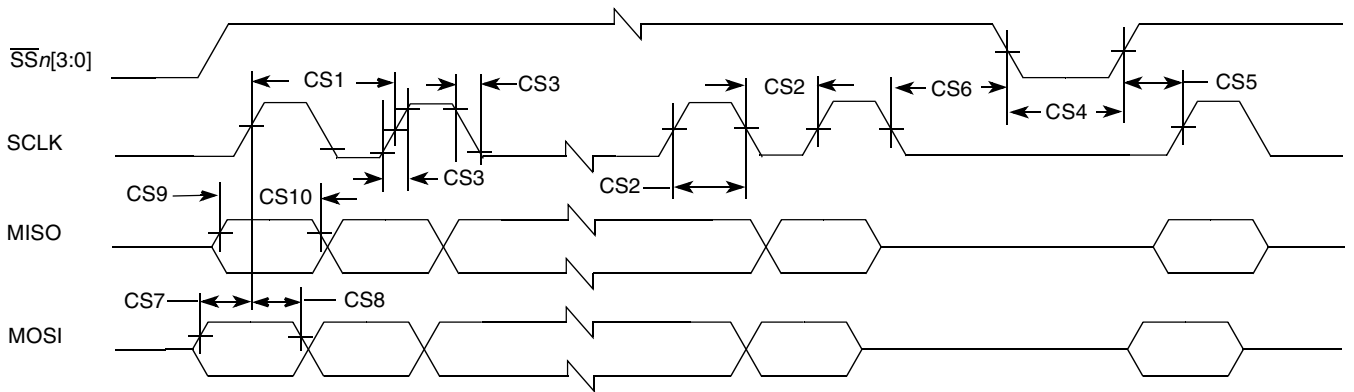 SSn[3:0]
CS1
CS3
CS2
CS6
CS5
CS4
SCLK
CS3
CS2
CS9
CS10
MISO
CS7
CS8
MOSI